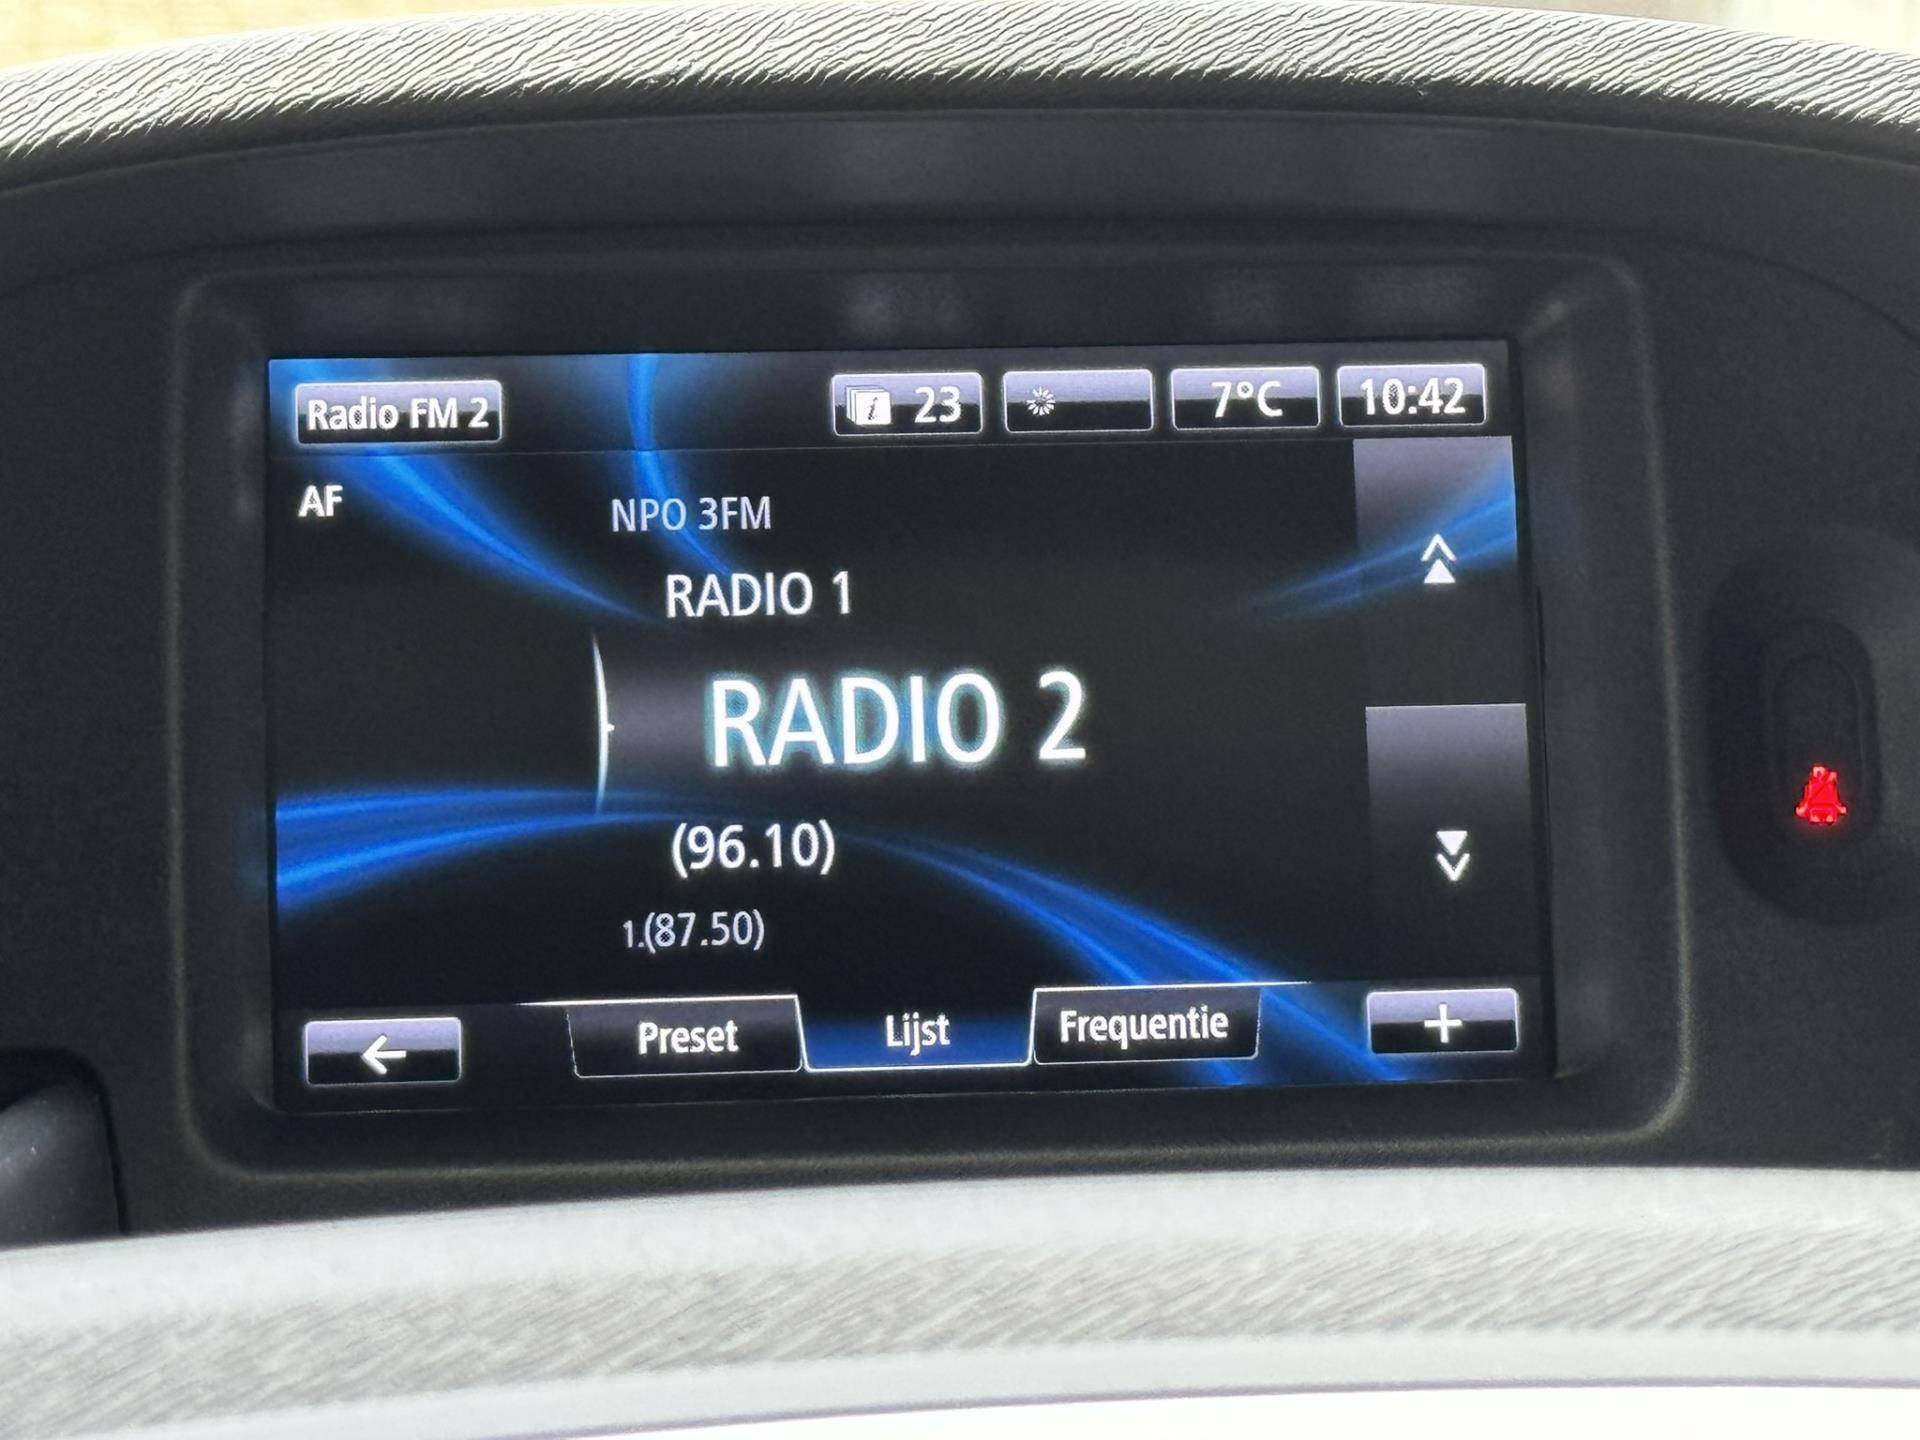 Radio FM 2
i 23
7°C
10:42
AF
NPO 3FM
RADIO 1
RADIO 2
(96.10)
1.(87.50)
Preset
Lijst
Frequentie
+